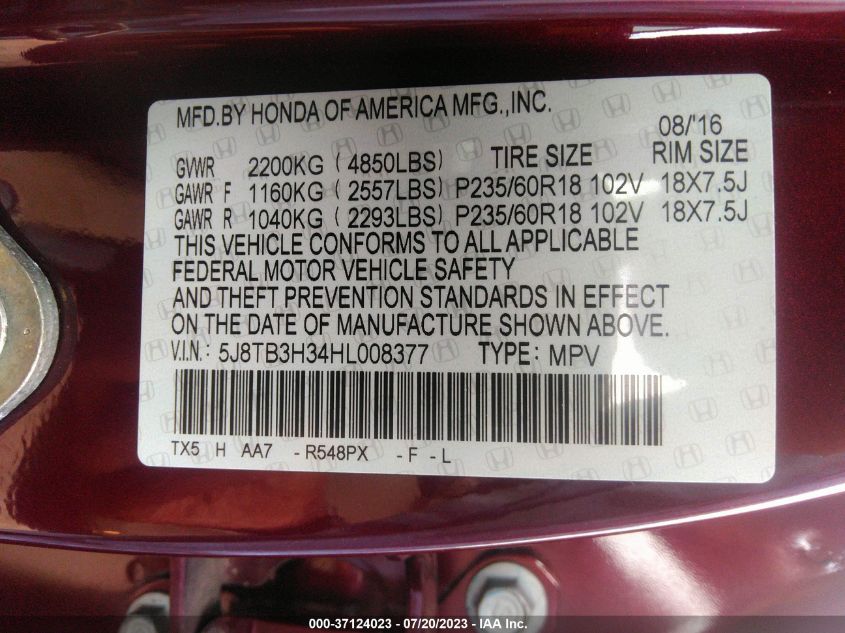 MFD.BY HONDA OF AMERICA MFG.,INC.
08/'16
GVWR 2200KG ( 4850LBS) TIRE SIZE RIM SIZE
GAWR F 1160KG ( 2557LBS) P235/60R18 102V 18X7.5J
GAWR R 1040KG ( 2293LBS) P235/60R18 102V 18X7.5J
THIS VEHICLE CONFORMS TO ALL APPLICABLE
FEDERAL MOTOR VEHICLE SAFETY
AND THEFT PREVENTION STANDARDS IN EFFECT
ON THE DATE OF MANUFACTURE SHOWN ABOVE.
V.I.N.: 5J8TB3H34HL008377 TYPE: MPV
TX5 H AA7 - R548PX - F - L
000-37124023 / 07/20/2023 - IAA Inc.